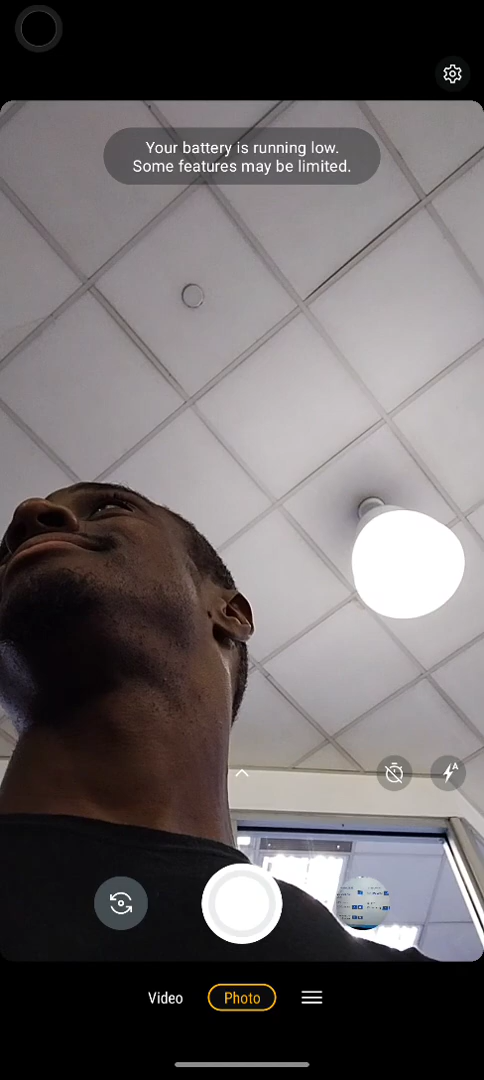 Your battery is running low.
Some features may be limited.
A
Video
Photo